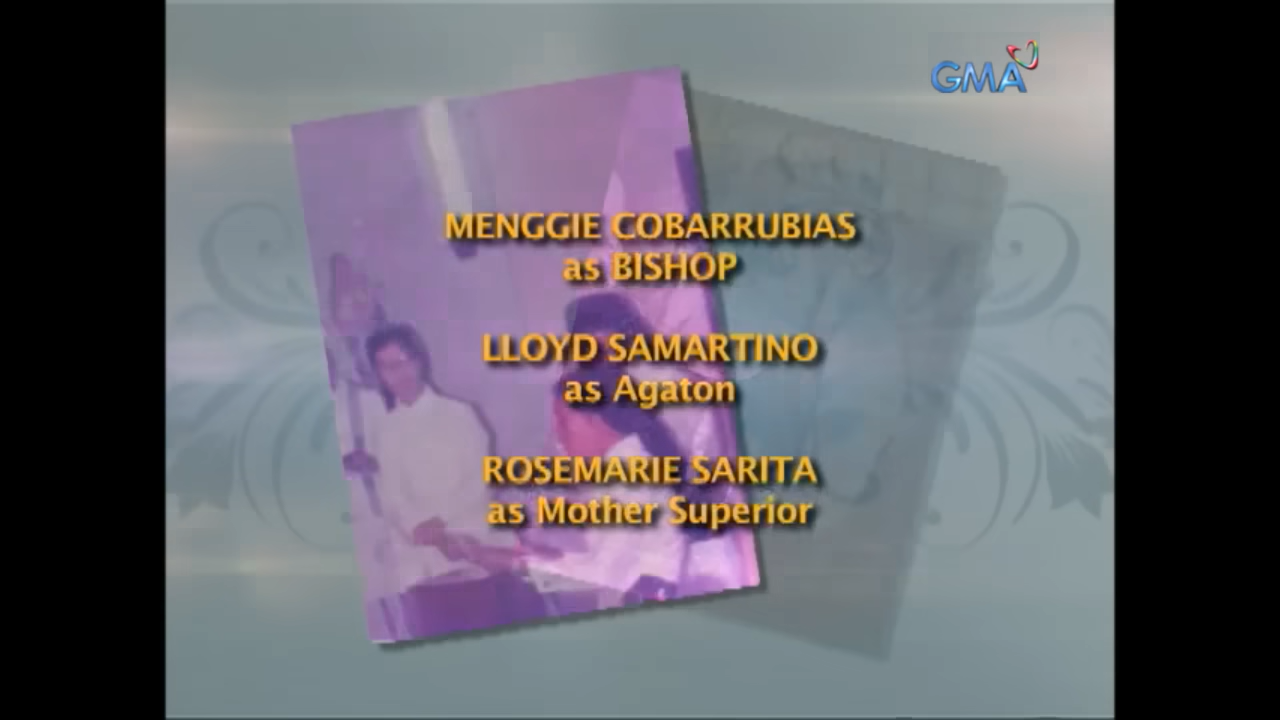 GMA
MENGGIE COBARRUBIAS
as BISHOP
LLOYD SAMARTINO
as Agaton
ROSEMARIE SARITA
as Mother Superior